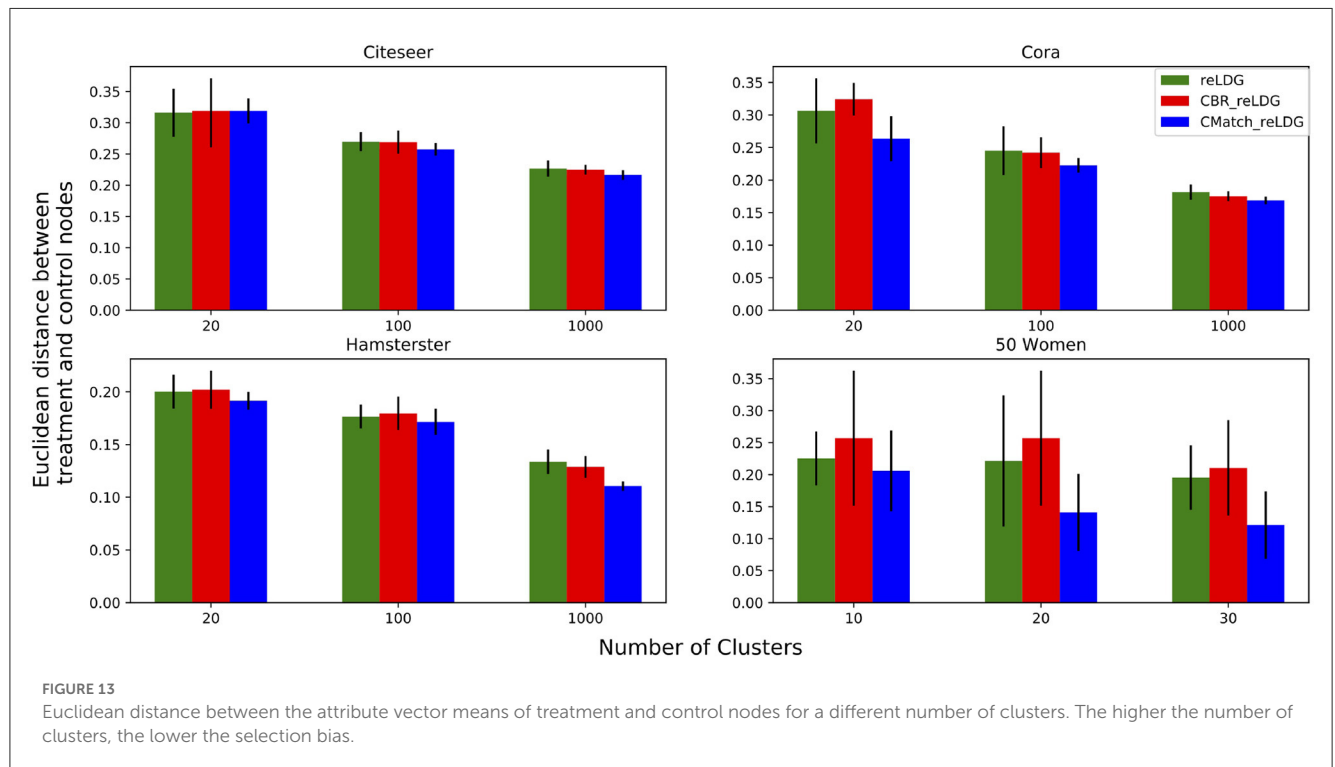 Citeseer
0.35
0.30
0.25
0.20
0.15
0.10
0.05
0.00
20 100 1000
Cora
0.35
0.30
0.25
0.20
0.15
0.10
0.05
0.00
20 100 1000
reLDG
CBR_reLDG
CMatch_reLDG
Euclidean distance between
treatment and control nodes
Hamsterster
0.20
0.15
0.10
0.05
0.00
20 100 1000
50 Women
0.35
0.30
0.25
0.20
0.15
0.10
0.05
0.00
10 20 30
Number of Clusters
FIGURE 13
Euclidean distance between the attribute vector means of treatment and control nodes for a different number of clusters. The higher the number of
clusters, the lower the selection bias.